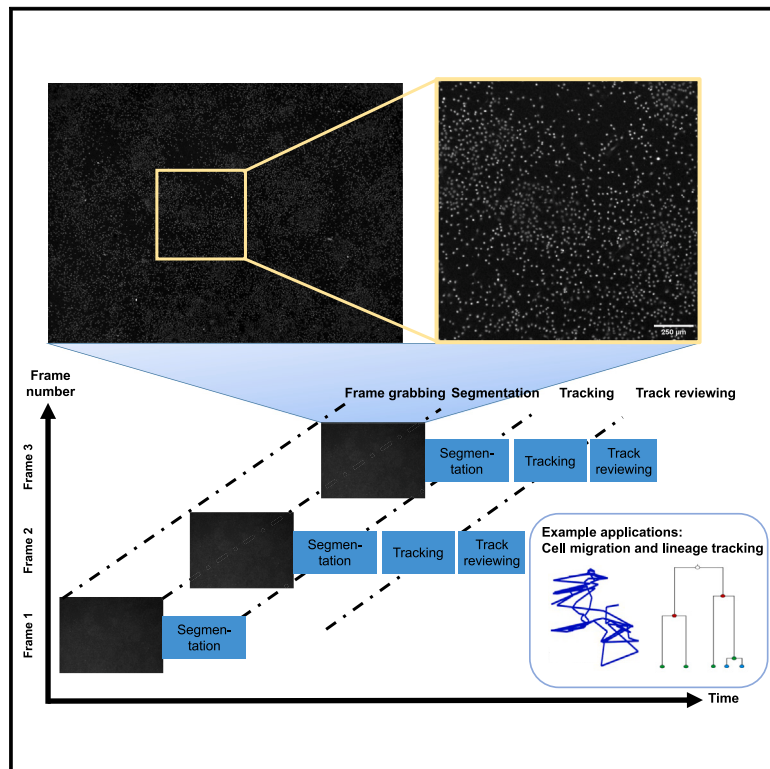 250 μm
Frame
number
Frame grabbing
Segmentation
Tracking
Track reviewing
Frame 3
Segmen-
tation
Tracking
Track
reviewing
Frame 2
Segmen-
tation
Tracking
Track
reviewing
Example applications:
Cell migration and lineage tracking
Frame 1
Segmen-
tation
Time